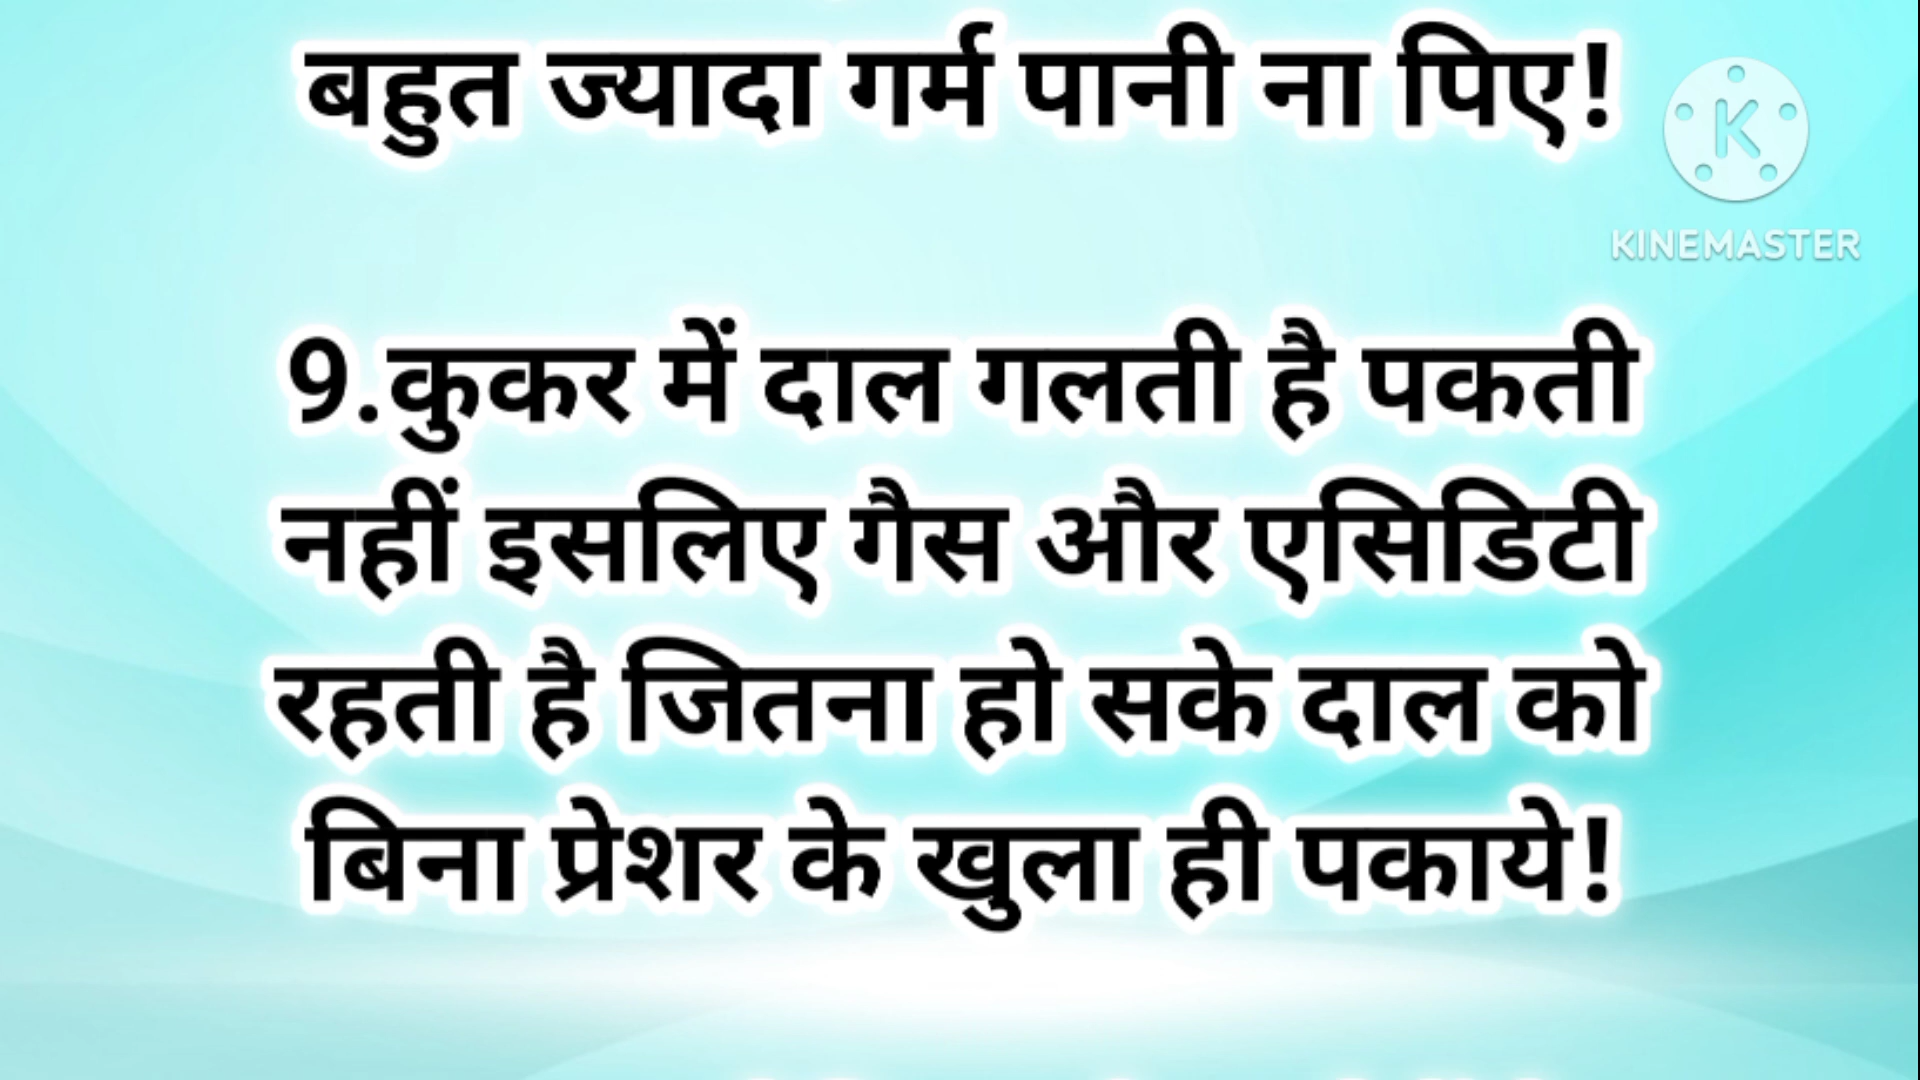 बहुत ज्यादा गर्म पानी ना पिए!
K
KINEMASTER
9.कुकर में दाल गलती है पकती
नहीं इसलिए गैस और एसिडिटी
रहती है जितना हो सके दाल को
बिना प्रेशर के खुला ही पकाये!